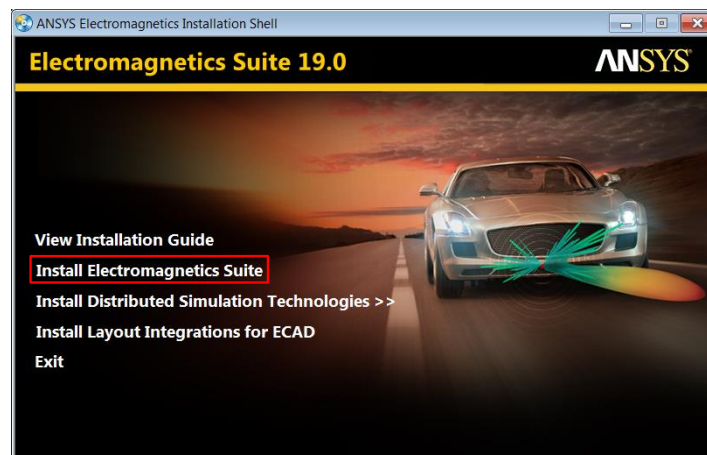 ANSYS Electromagnetics Installation Shell
Electromagnetics Suite 19.0
ANSYS
View Installation Guide
Install Electromagnetics Suite
Install Distributed Simulation Technologies >>
Install Layout Integrations for ECAD
Exit